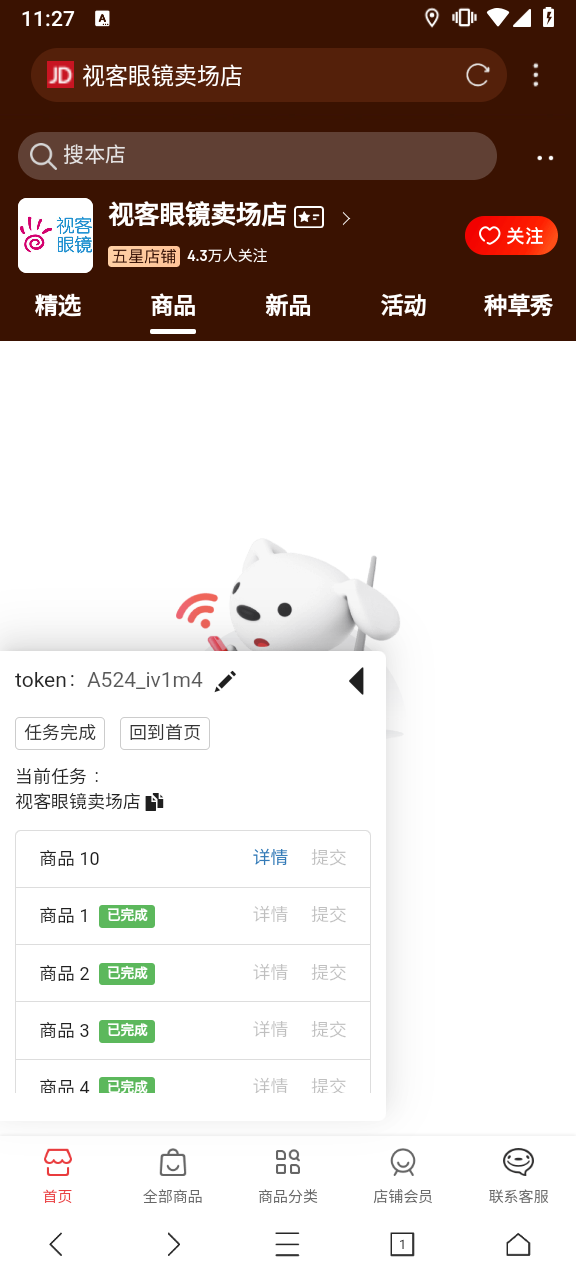 11:27
A
JD 视客眼镜卖场店
搜本店
视客眼镜
视客眼镜卖场店
五星店铺 4.3万人关注
关注
精选 商品 新品 活动 种草秀
token: A524_iv1m4
任务完成 回到首页
当前任务：
视客眼镜卖场店
商品 10 详情 提交
商品 1 已完成 详情 提交
商品 2 已完成 详情 提交
商品 3 已完成 详情 提交
商品 4 已完成 详情 提交
首页 全部商品 商品分类 店铺会员 联系客服
1